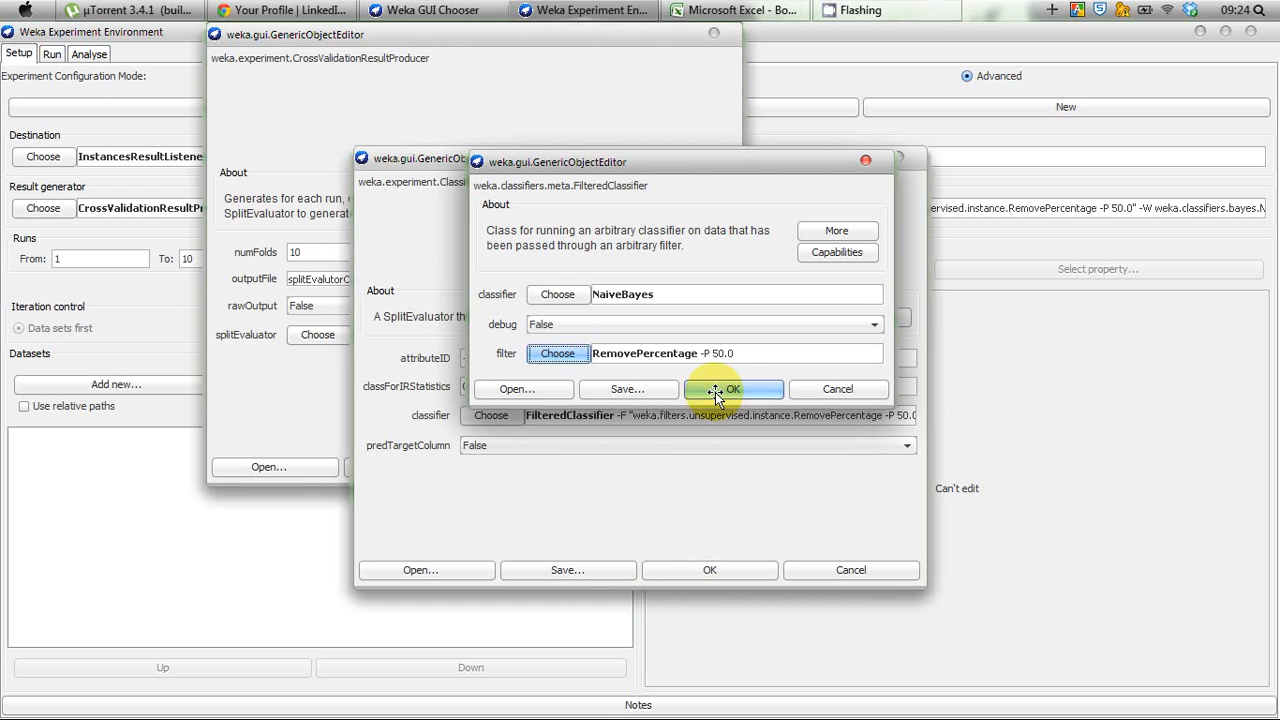 µTorrent 3.4.1 (buil...
Your Profile | LinkedI...
Weka GUI Chooser
Weka Experiment En...
Microsoft Excel - Bo...
Flashing
09:24
Weka Experiment Environment
Setup
Run
Analyse
Experiment Configuration Mode:
Advanced
New
Destination
Choose
InstancesResultListene
Result generator
Choose
CrossValidationResultPr
rvised.instance.RemovePercentage -P 50.0" -W weka.classifiers.bayes.N
Runs
From:
1
To:
10
Select property...
Iteration control
Data sets first
Datasets
Add new...
Use relative paths
Can't edit
Up
Down
Notes
weka.gui.GenericObjectEditor
weka.experiment.CrossValidationResultProducer
About
Generates for each run, c
SplitEvaluator to generat
numFolds
10
outputFile
splitEvalutorO
rawOutput
False
splitEvaluator
Choose
Open...
weka.gui.GenericOb
weka.experiment.Classi
About
A SplitEvaluator th
attributeID
classForIRStatistics
classifier
Choose
FilteredClassifier -F "weka.filters.unsupervised.instance.RemovePercentage -P 50.0
predTargetColumn
False
Open...
Save...
OK
Cancel
weka.gui.GenericObjectEditor
weka.classifiers.meta.FilteredClassifier
About
Class for running an arbitrary classifier on data that has
been passed through an arbitrary filter.
More
Capabilities
classifier
Choose
NaiveBayes
debug
False
filter
Choose
RemovePercentage -P 50.0
Open...
Save...
OK
Cancel